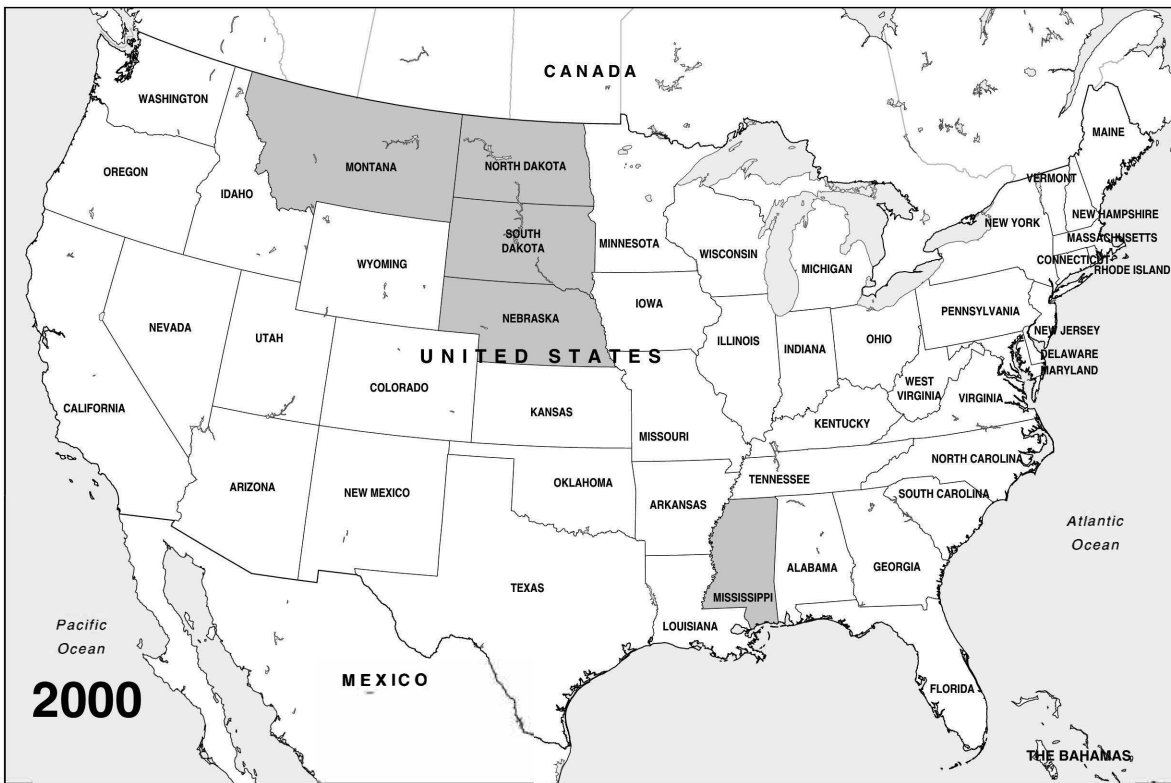 CANADA
WASHINGTON
MAINE
MONTANA
NORTH DAKOTA
OREGON
VERMONT
IDAHO
NEW HAMPSHIRE
NEW YORK
SOUTH
DAKOTA
MINNESOTA
MASSACHUSETTS
WISCONSIN
CONNECTICUT
WYOMING
MICHIGAN
RHODE ISLAND
IOWA
PENNSYLVANIA
NEBRASKA
NEVADA
NEW JERSEY
UTAH
ILLINOIS
INDIANA
OHIO
UNITED STATES
DELAWARE
MARYLAND
COLORADO
WEST
VIRGINIA
VIRGINIA
CALIFORNIA
KANSAS
KENTUCKY
MISSOURI
NORTH CAROLINA
TENNESSEE
OKLAHOMA
ARIZONA
NEW MEXICO
SOUTH CAROLINA
ARKANSAS
Atlantic
Ocean
ALABAMA
GEORGIA
TEXAS
MISSISSIPPI
LOUISIANA
Pacific
Ocean
MEXICO
FLORIDA
2000
THE BAHAMAS